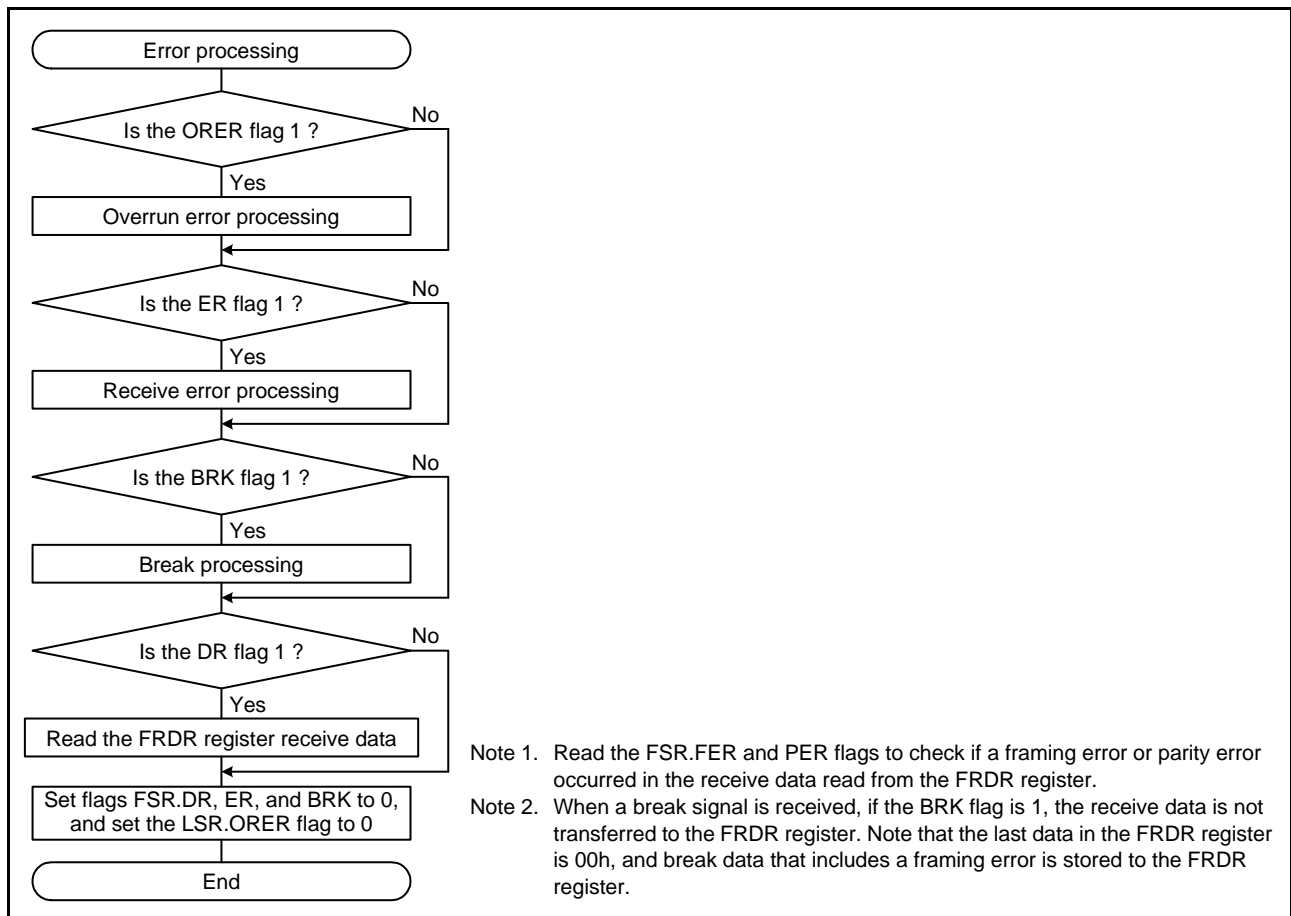 Error processing
No
Is the ORER flag 1 ?
Yes
Overrun error processing
No
Is the ER flag 1 ?
Yes
Receive error processing
No
Is the BRK flag 1 ?
Yes
Break processing
No
Is the DR flag 1 ?
Yes
Read the FRDR register receive data
Set flags FSR.DR, ER, and BRK to 0,
and set the LSR.ORER flag to 0
End
Note 1. Read the FSR.FER and PER flags to check if a framing error or parity error
occurred in the receive data read from the FRDR register.
Note 2. When a break signal is received, if the BRK flag is 1, the receive data is not
transferred to the FRDR register. Note that the last data in the FRDR register
is 00h, and break data that includes a framing error is stored to the FRDR
register.